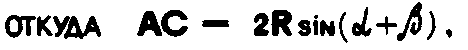 ОТКУДА AC – 2R sin(α+β).